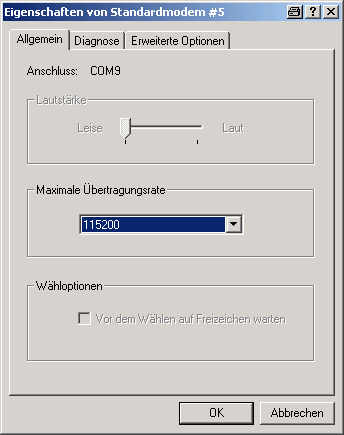 Eigenschaften von Standardmodem #5
Allgemein Diagnose Erweiterte Optionen
Anschluss: COM9
Lautstärke
Leise Laut
Maximale Übertragungsrate
115200
Wähloptionen
Vor dem Wählen auf Freizeichen warten
OK Abbrechen